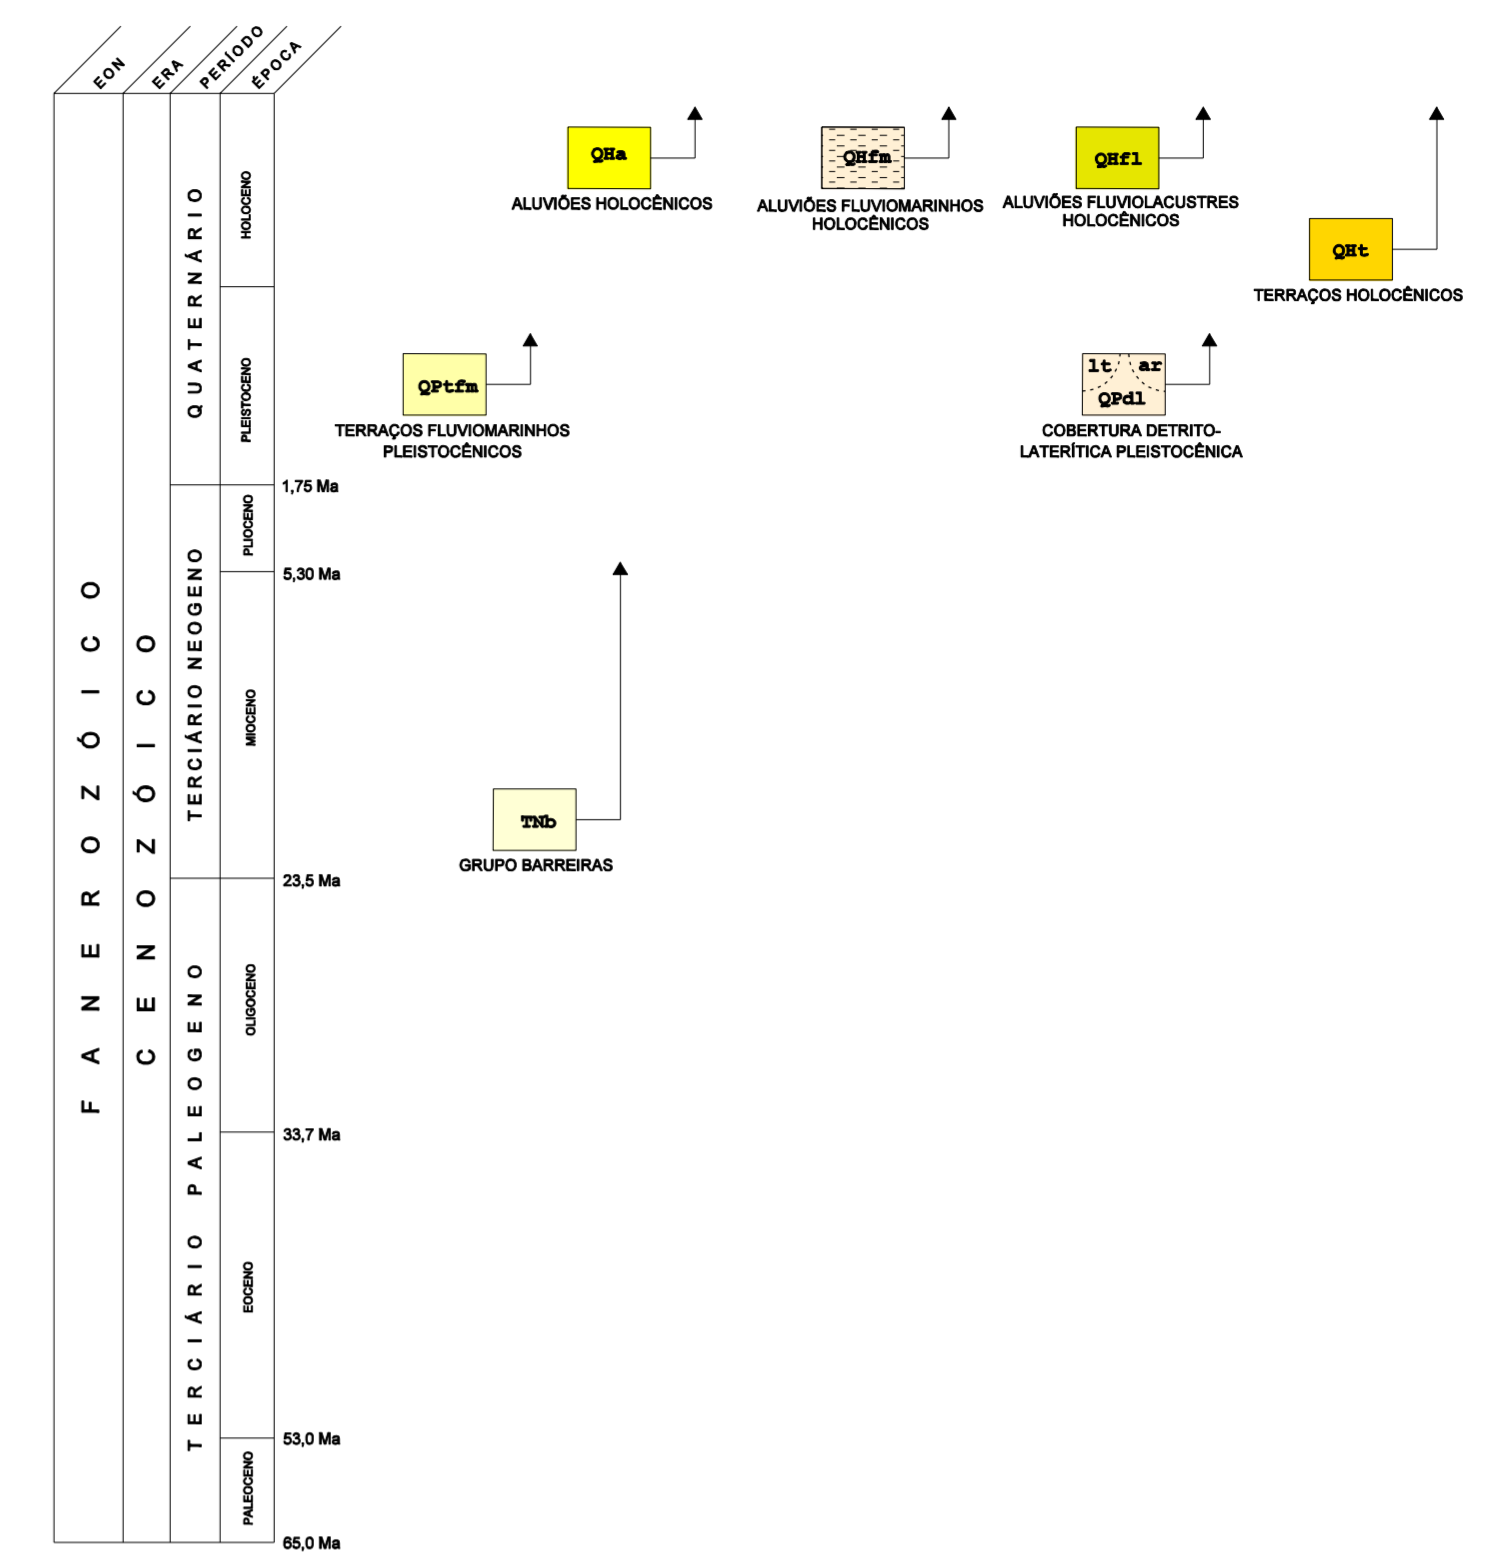 EON
ERA
PERÍODO
ÉPOCA
FANEROZÓICO
CENOZÓICO
QUATERNÁRIO
TERCIÁRIO NEOGENO
TERCIÁRIO PALEOGENO
HOLOCENO
PLEISTOCENO
PLIOCENO
MIOCENO
OLIGOCENO
EOCENO
PALEOCENO
1,75 Ma
5,30 Ma
23,5 Ma
33,7 Ma
53,0 Ma
65,0 Ma
QHa
ALUVIÕES HOLOCÊNICOS
QHfm
ALUVIÕES FLUVIOMARINHOS
HOLOCÊNICOS
QHfl
ALUVIÕES FLUVIOLACUSTRES
HOLOCÊNICOS
QHt
TERRAÇOS HOLOCÊNICOS
QPtfm
TERRAÇOS FLUVIOMARINHOS
PLEISTOCÊNICOS
lt ar
QPdl
COBERTURA DETRITO-
LATERÍTICA PLEISTOCÊNICA
TNb
GRUPO BARREIRAS